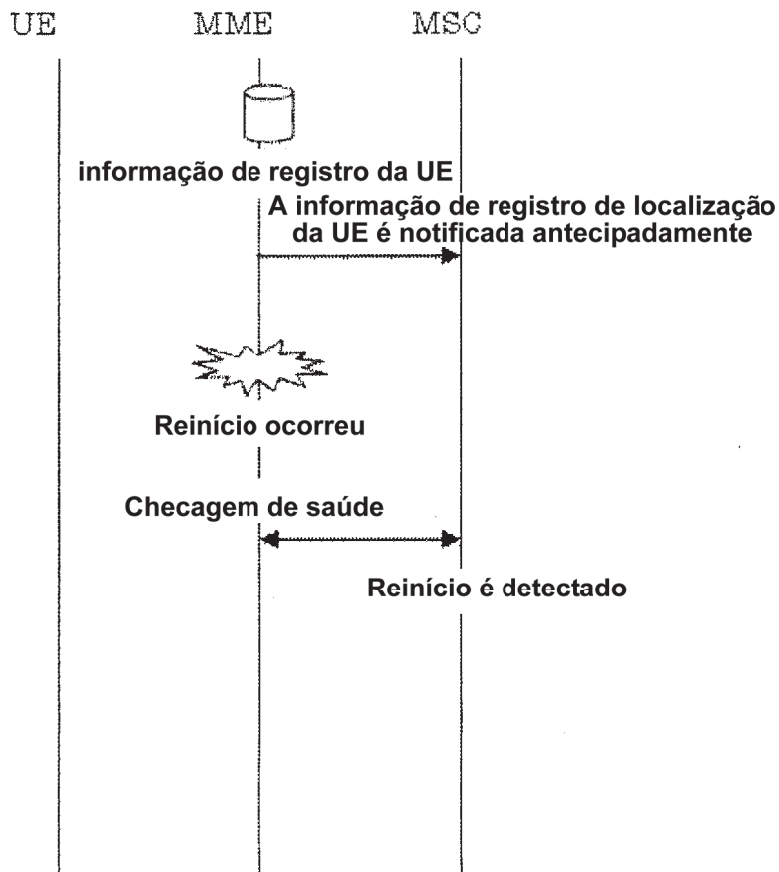 UE MME MSC
informação de registro da UE
A informação de registro de localização
da UE é notificada antecipadamente
Reinício ocorreu
Checagem de saúde
Reinício é detectado